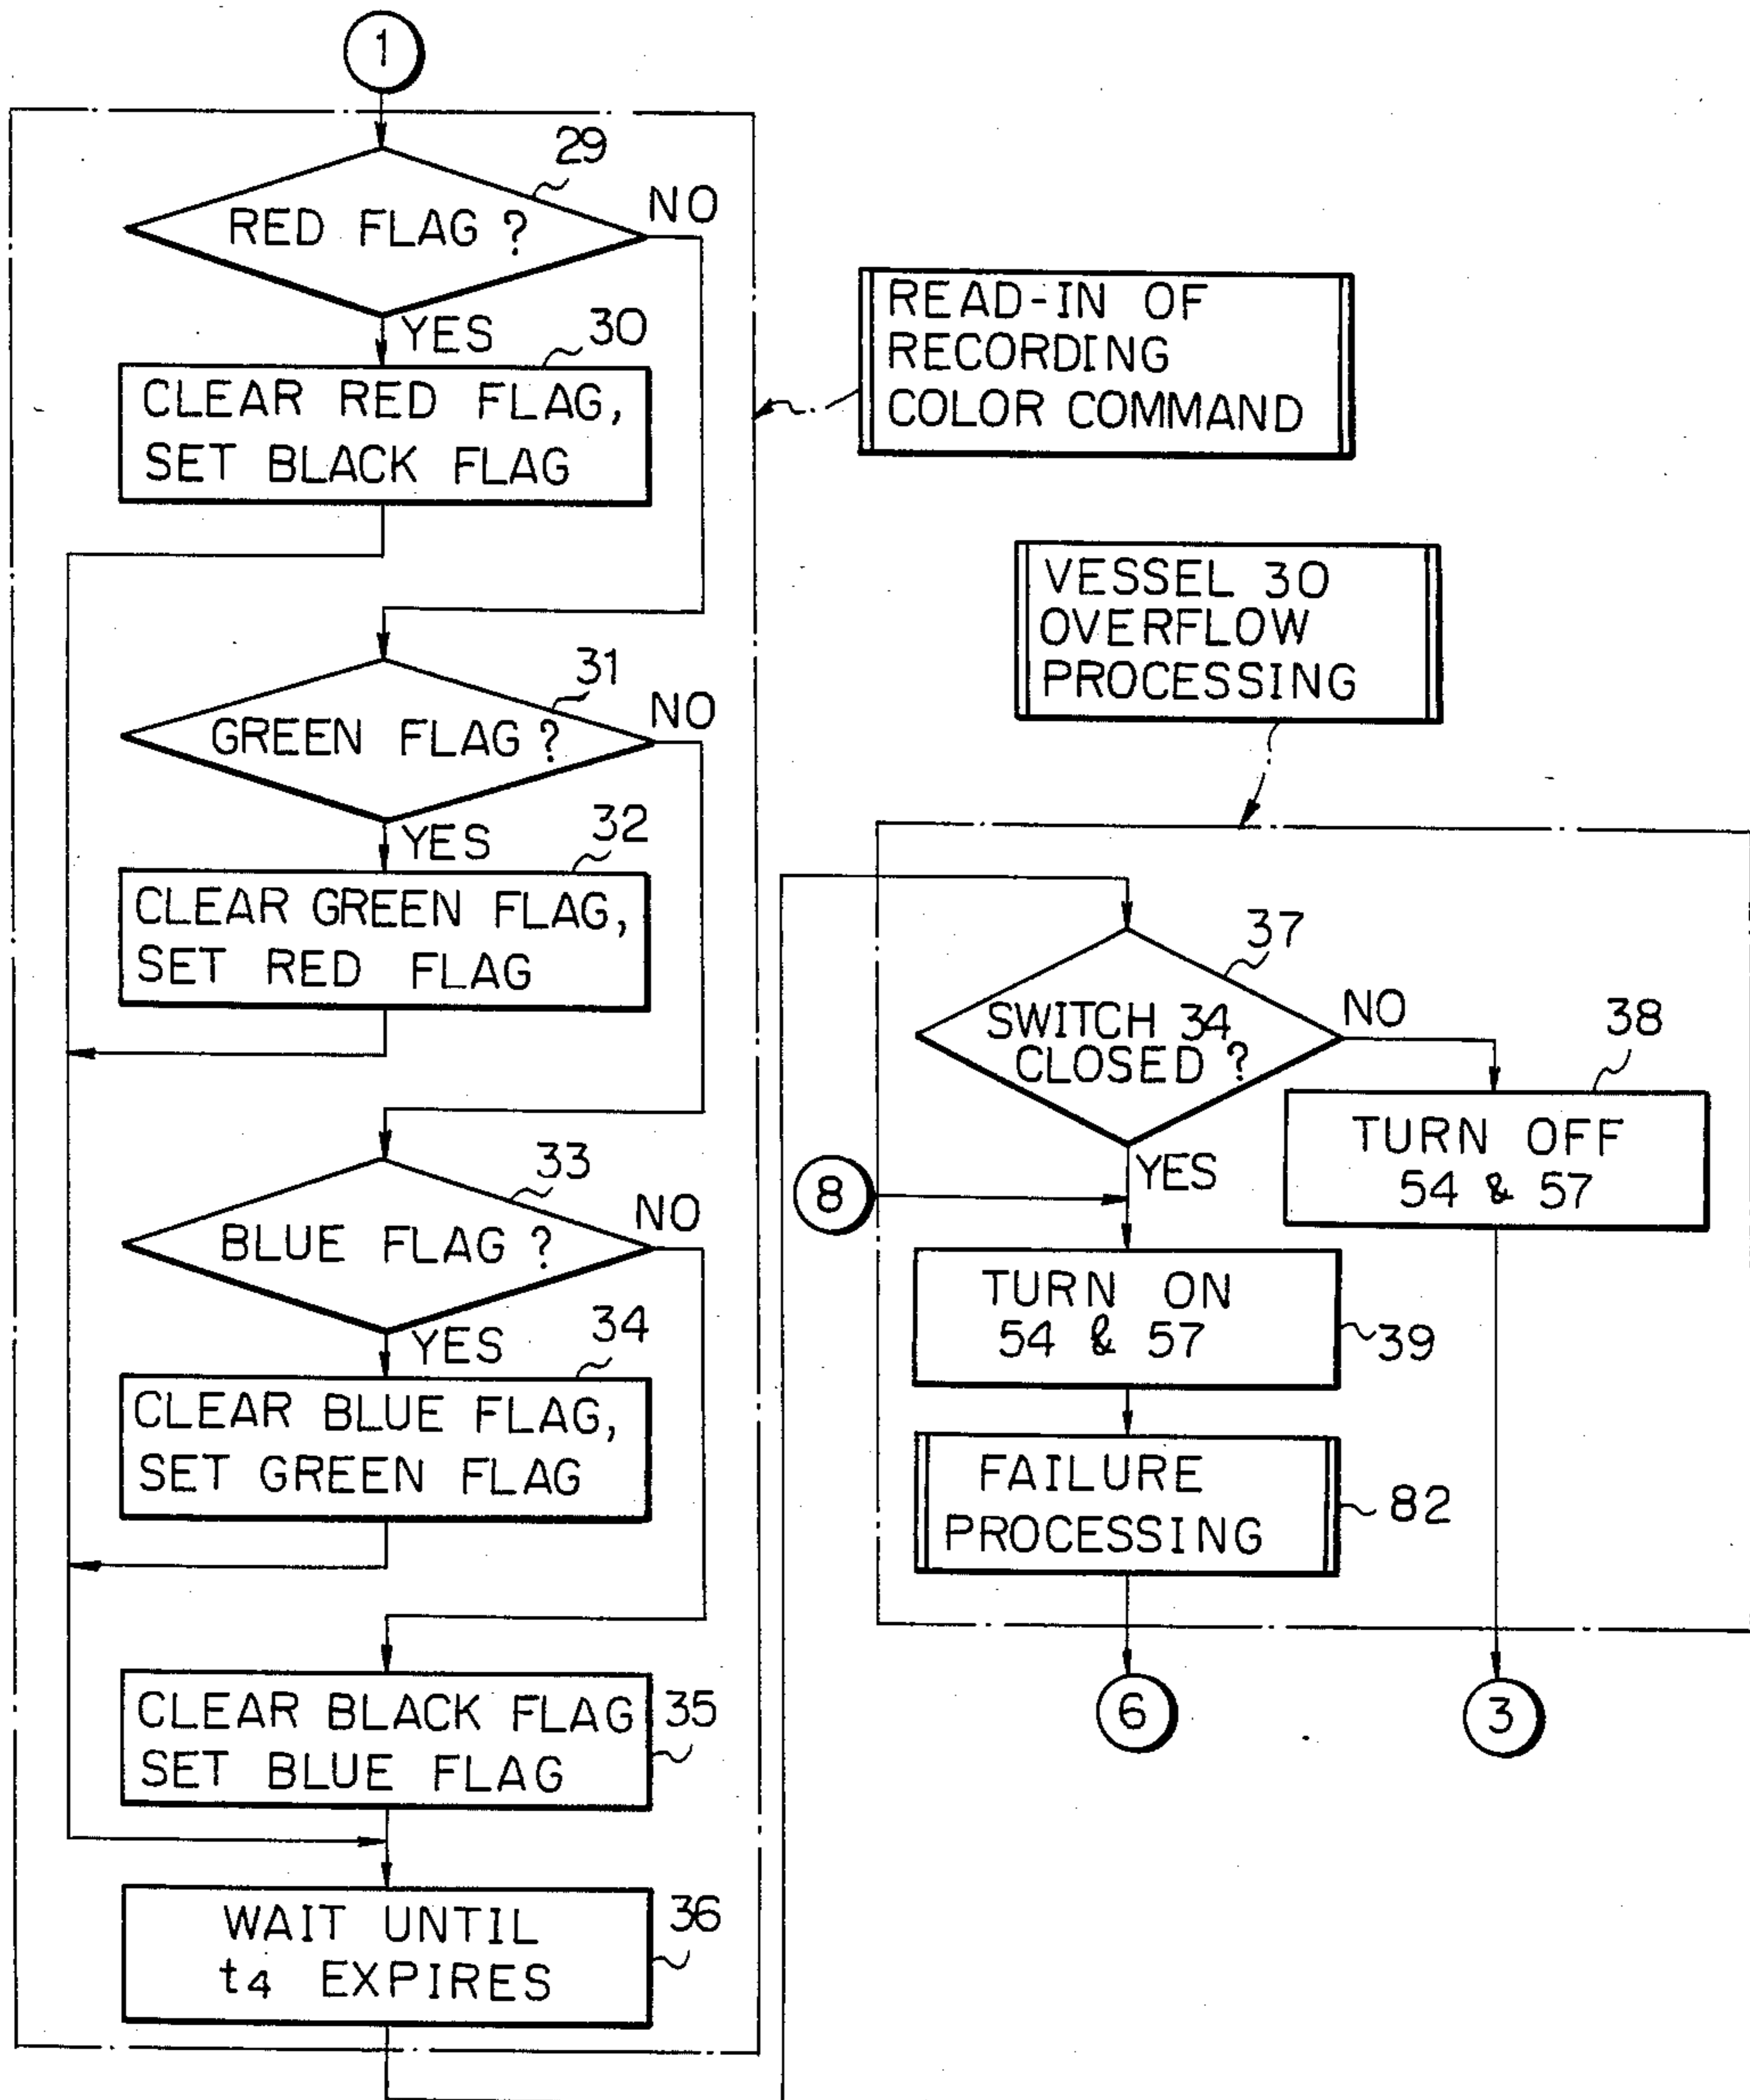 1
29
RED FLAG ?
NO
YES
30
CLEAR RED FLAG,
SET BLACK FLAG
READ-IN OF
RECORDING
COLOR COMMAND
31
GREEN FLAG ?
NO
YES
32
CLEAR GREEN FLAG,
SET RED FLAG
33
BLUE FLAG ?
NO
YES
34
CLEAR BLUE FLAG,
SET GREEN FLAG
CLEAR BLACK FLAG
SET BLUE FLAG
35
WAIT UNTIL
t4 EXPIRES
36
VESSEL 30
OVERFLOW
PROCESSING
37
SWITCH 34
CLOSED ?
NO
38
TURN OFF
54 & 57
YES
8
TURN ON
54 & 57
39
FAILURE
PROCESSING
82
6
3